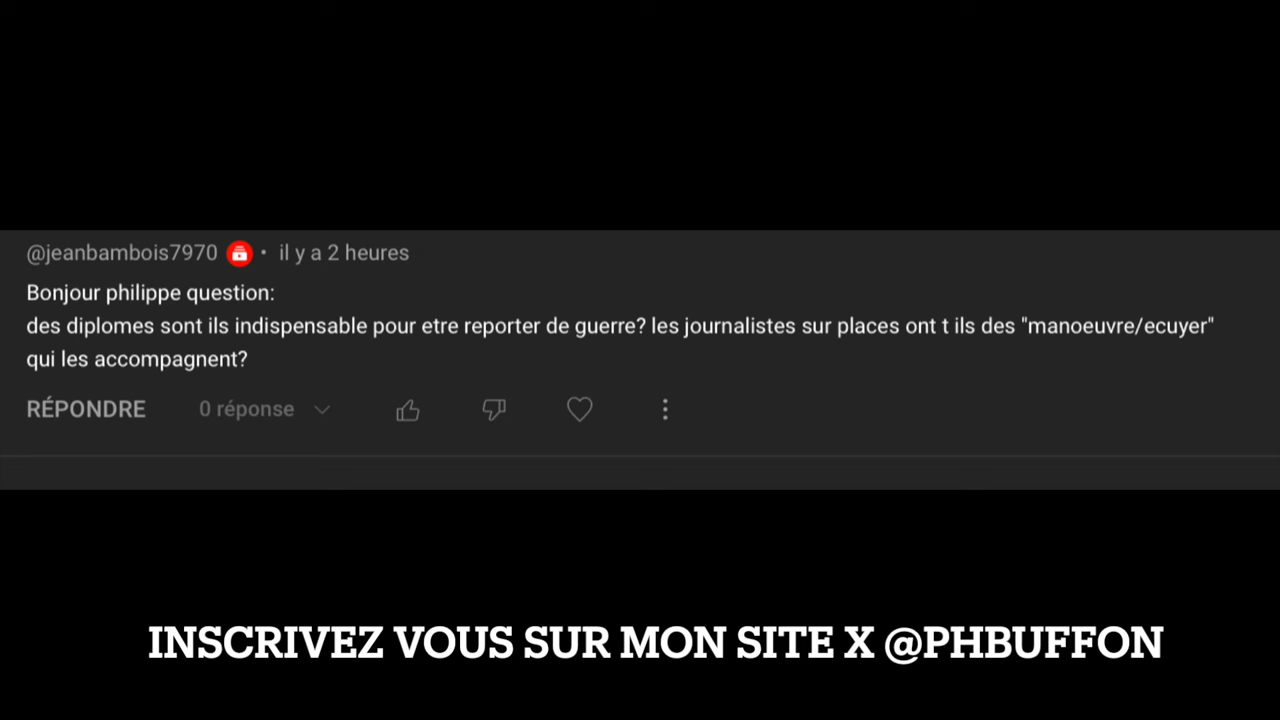 @jeanbambois7970 • il y a 2 heures
Bonjour philippe question:
des diplomes sont ils indispensable pour etre reporter de guerre? les journalistes sur places ont t ils des "manoeuvre/ecuyer"
qui les accompagnent?
RÉPONDRE 0 réponse
INSCRIVEZ VOUS SUR MON SITE X @PHBUFFON